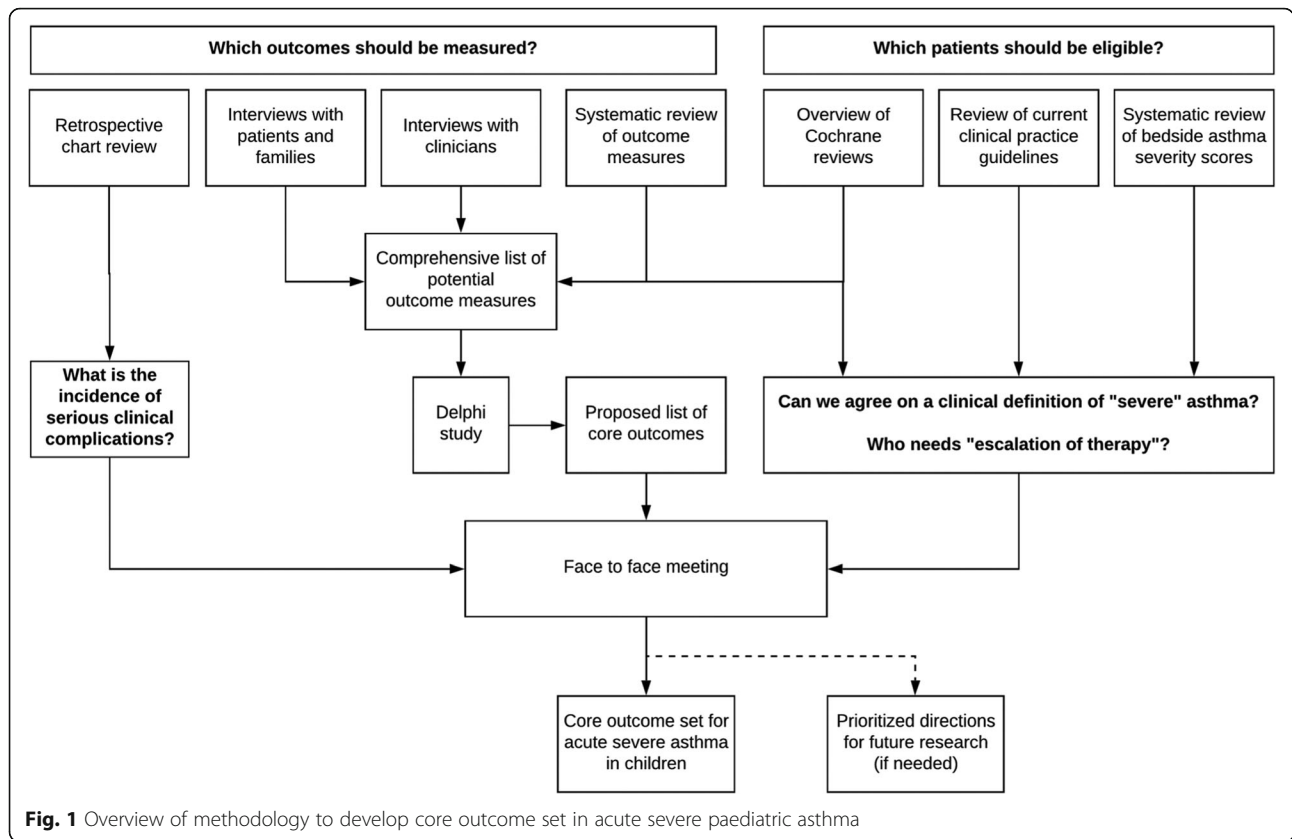 Which outcomes should be measured?
Which patients should be eligible?
Retrospective
chart review
Interviews with
patients and
families
Interviews with
clinicians
Systematic review
of outcome
measures
Overview of
Cochrane
reviews
Review of current
clinical practice
guidelines
Systematic review
of bedside asthma
severity scores
Comprehensive list of
potential
outcome measures
What is the
incidence of
serious clinical
complications?
Delphi
study
Proposed list of
core outcomes
Can we agree on a clinical definition of "severe" asthma?
Who needs "escalation of therapy"?
Face to face meeting
Core outcome set for
acute severe asthma
in children
Prioritized directions
for future research
(if needed)
Fig. 1 Overview of methodology to develop core outcome set in acute severe paediatric asthma